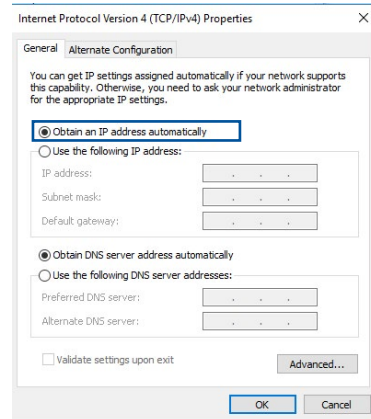 Internet Protocol Version 4 (TCP/IPv4) Properties
General
Alternate Configuration
You can get IP settings assigned automatically if your network supports
this capability. Otherwise, you need to ask your network administrator
for the appropriate IP settings.
Obtain an IP address automatically
Use the following IP address:
IP address:
Subnet mask:
Default gateway:
Obtain DNS server address automatically
Use the following DNS server addresses:
Preferred DNS server:
Alternate DNS server:
Validate settings upon exit
Advanced...
OK
Cancel